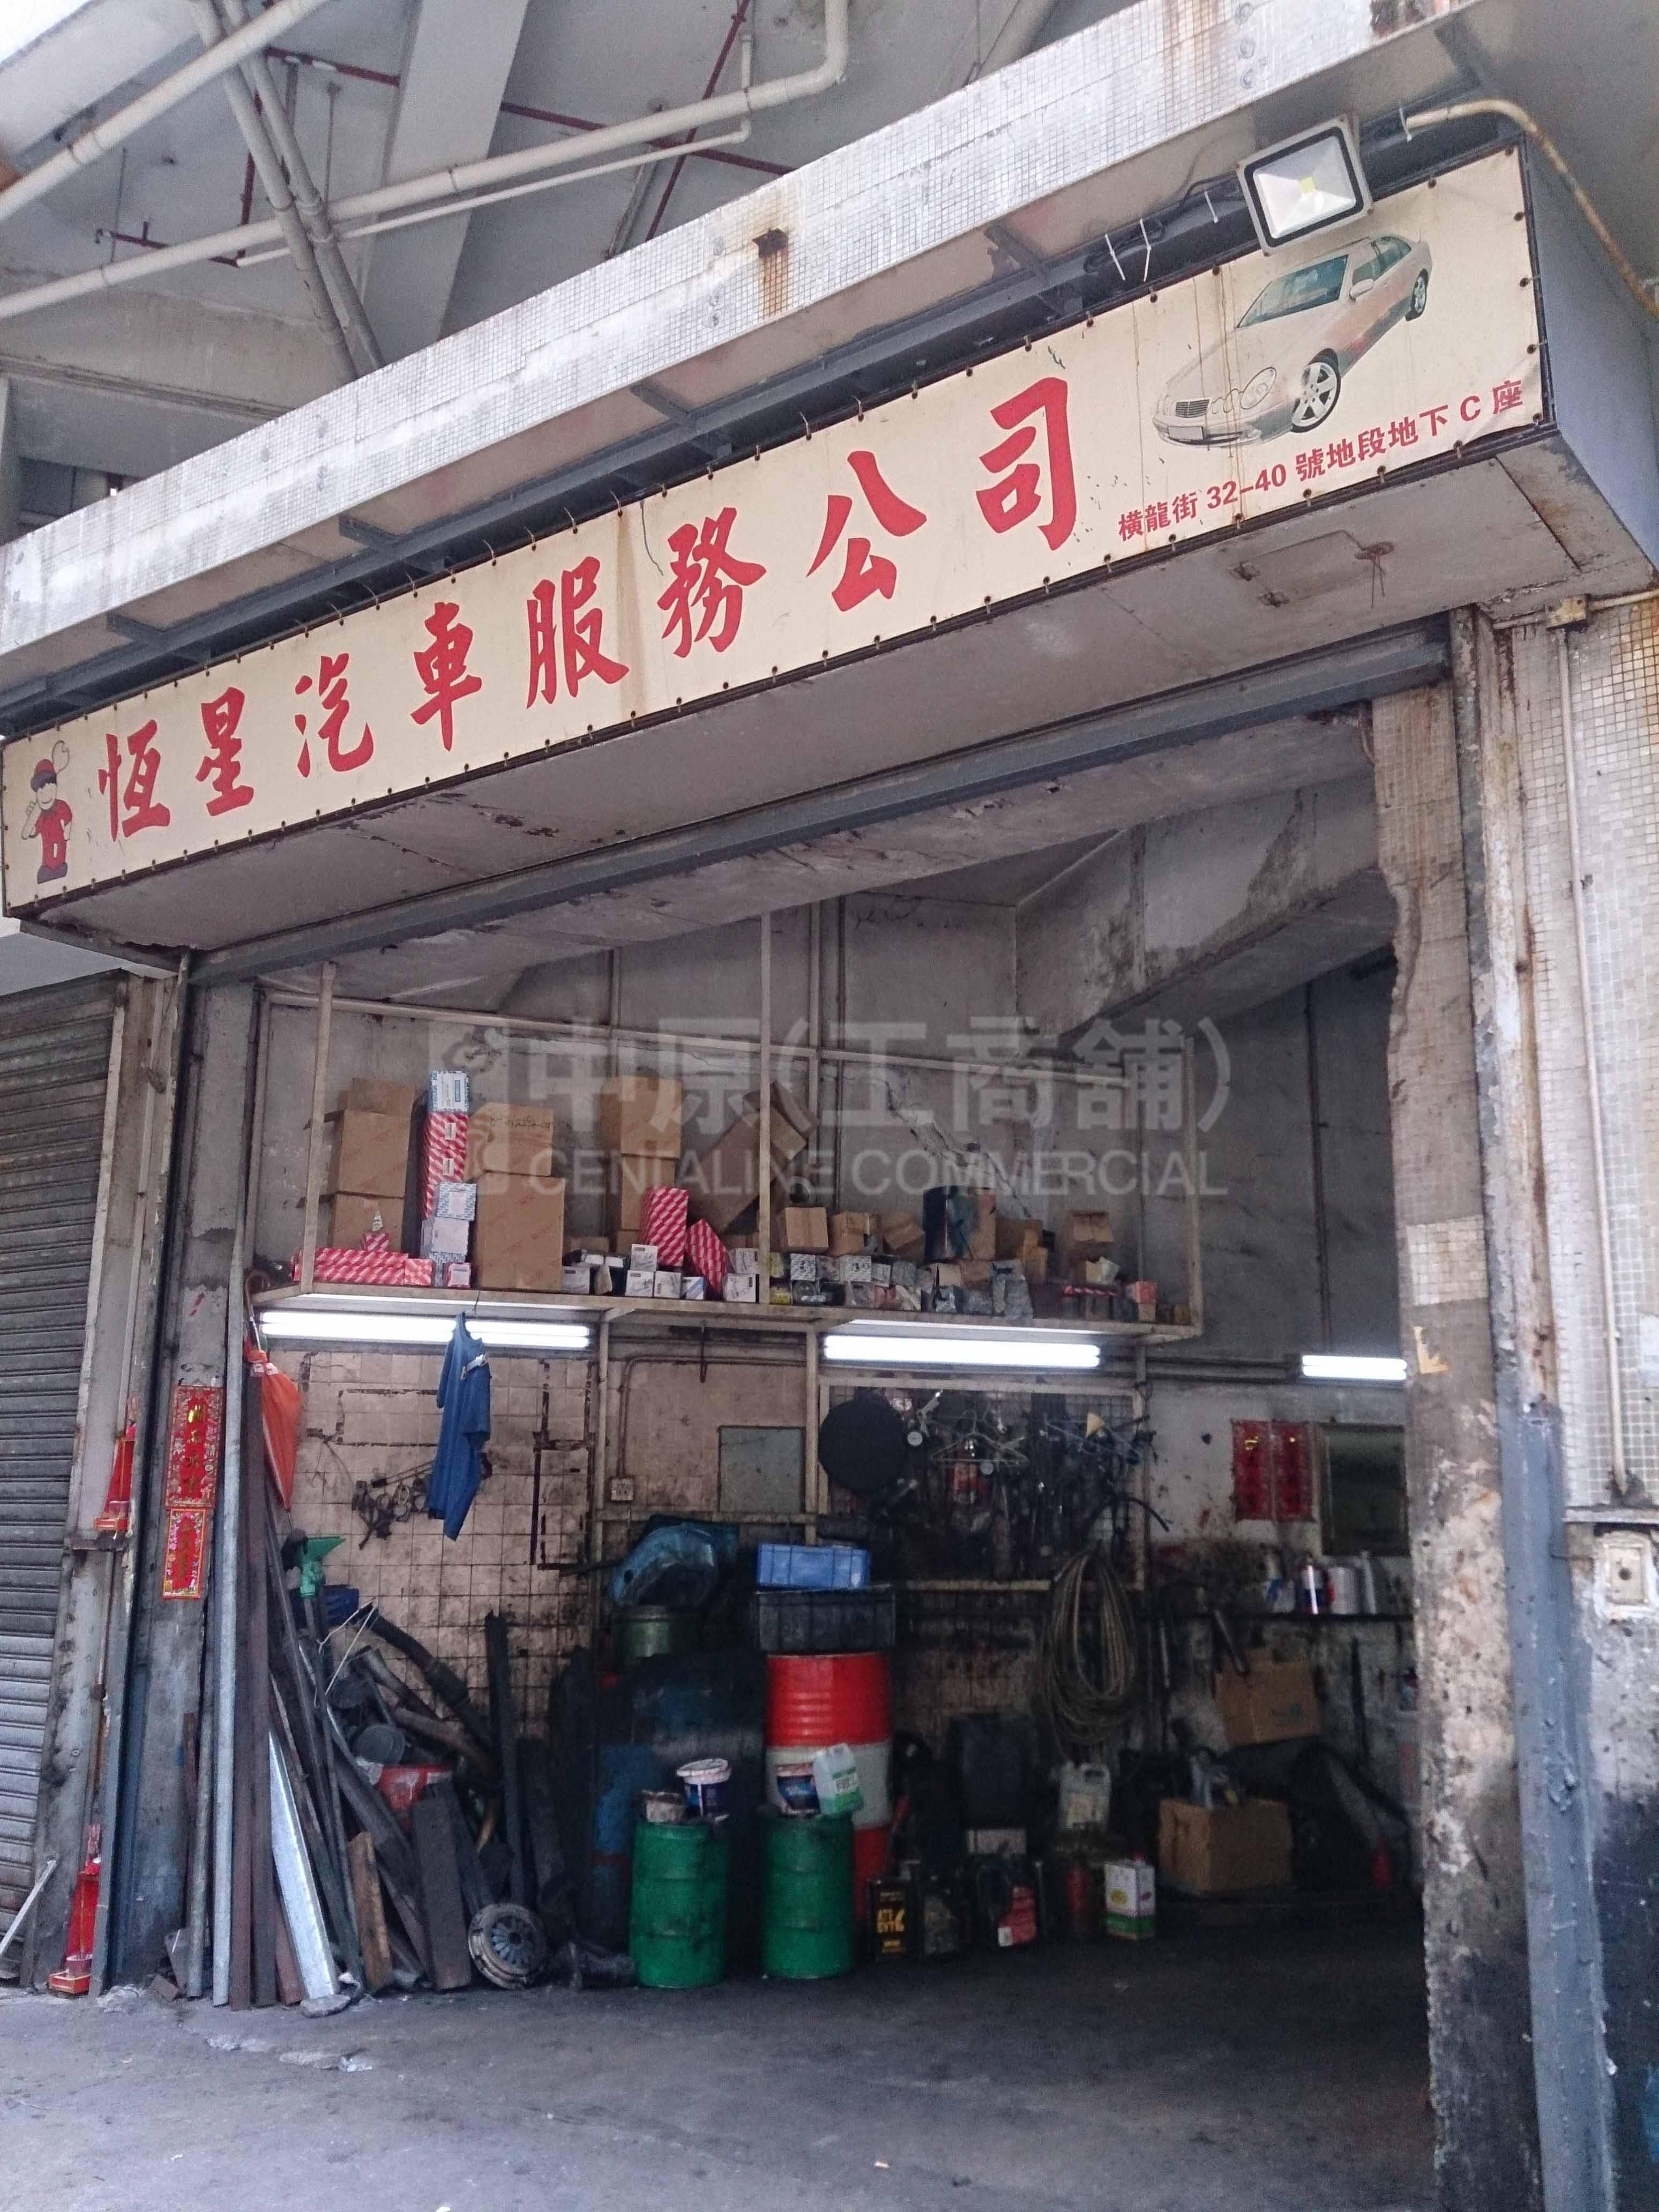 恆星汽車服務公司
橫龍街 32-40 號地段地下 C 座
中原(工商舖)
CENTALINE COMMERCIAL